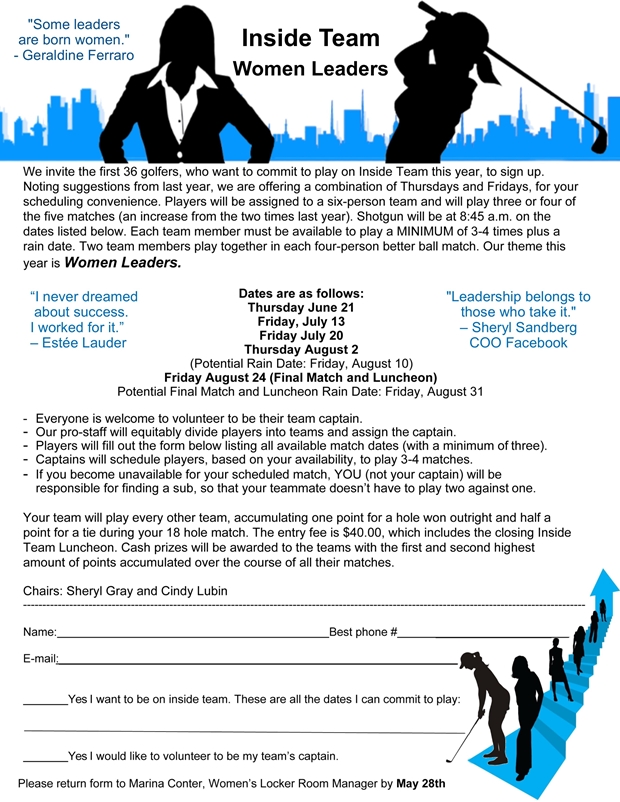 "Some leaders
are born women."
- Geraldine Ferraro
Inside Team
Women Leaders
We invite the first 36 golfers, who want to commit to play on Inside Team this year, to sign up.
Noting suggestions from last year, we are offering a combination of Thursdays and Fridays, for your
scheduling convenience. Players will be assigned to a six-person team and will play three or four of
the five matches (an increase from the two times last year). Shotgun will be at 8:45 a.m. on the
dates listed below. Each team member must be available to play a MINIMUM of 3-4 times plus a
rain date. Two team members play together in each four-person better ball match. Our theme this
year is Women Leaders.
“I never dreamed
about success.
I worked for it.”
– Estée Lauder
Dates are as follows:
Thursday June 21
Friday, July 13
Friday July 20
Thursday August 2
(Potential Rain Date: Friday, August 10)
Friday August 24 (Final Match and Luncheon)
Potential Final Match and Luncheon Rain Date: Friday, August 31
"Leadership belongs to
those who take it."
– Sheryl Sandberg
COO Facebook
- Everyone is welcome to volunteer to be their team captain.
- Our pro-staff will equitably divide players into teams and assign the captain.
- Players will fill out the form below listing all available match dates (with a minimum of three).
- Captains will schedule players, based on your availability, to play 3-4 matches.
- If you become unavailable for your scheduled match, YOU (not your captain) will be
responsible for finding a sub, so that your teammate doesn’t have to play two against one.
Your team will play every other team, accumulating one point for a hole won outright and half a
point for a tie during your 18 hole match. The entry fee is $40.00, which includes the closing Inside
Team Luncheon. Cash prizes will be awarded to the teams with the first and second highest
amount of points accumulated over the course of all their matches.
Chairs: Sheryl Gray and Cindy Lubin
Name: Best phone #
E-mail:
Yes I want to be on inside team. These are all the dates I can commit to play:
Yes I would like to volunteer to be my team’s captain.
Please return form to Marina Conter, Women’s Locker Room Manager by May 28th